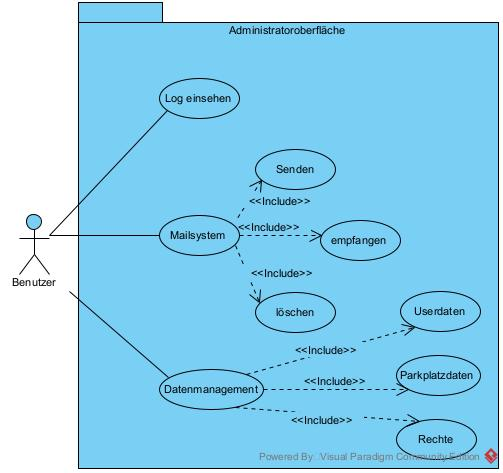 Administratoroberfläche
Log einsehen
Senden
<<Include>>
Mailsystem
<<Include>>
empfangen
<<Include>>
löschen
Benutzer
Userdaten
<<Include>>
Datenmanagement
<<Include>>
Parkplatzdaten
<<Include>>
Rechte
Powered By: Visual Paradigm Community Edition